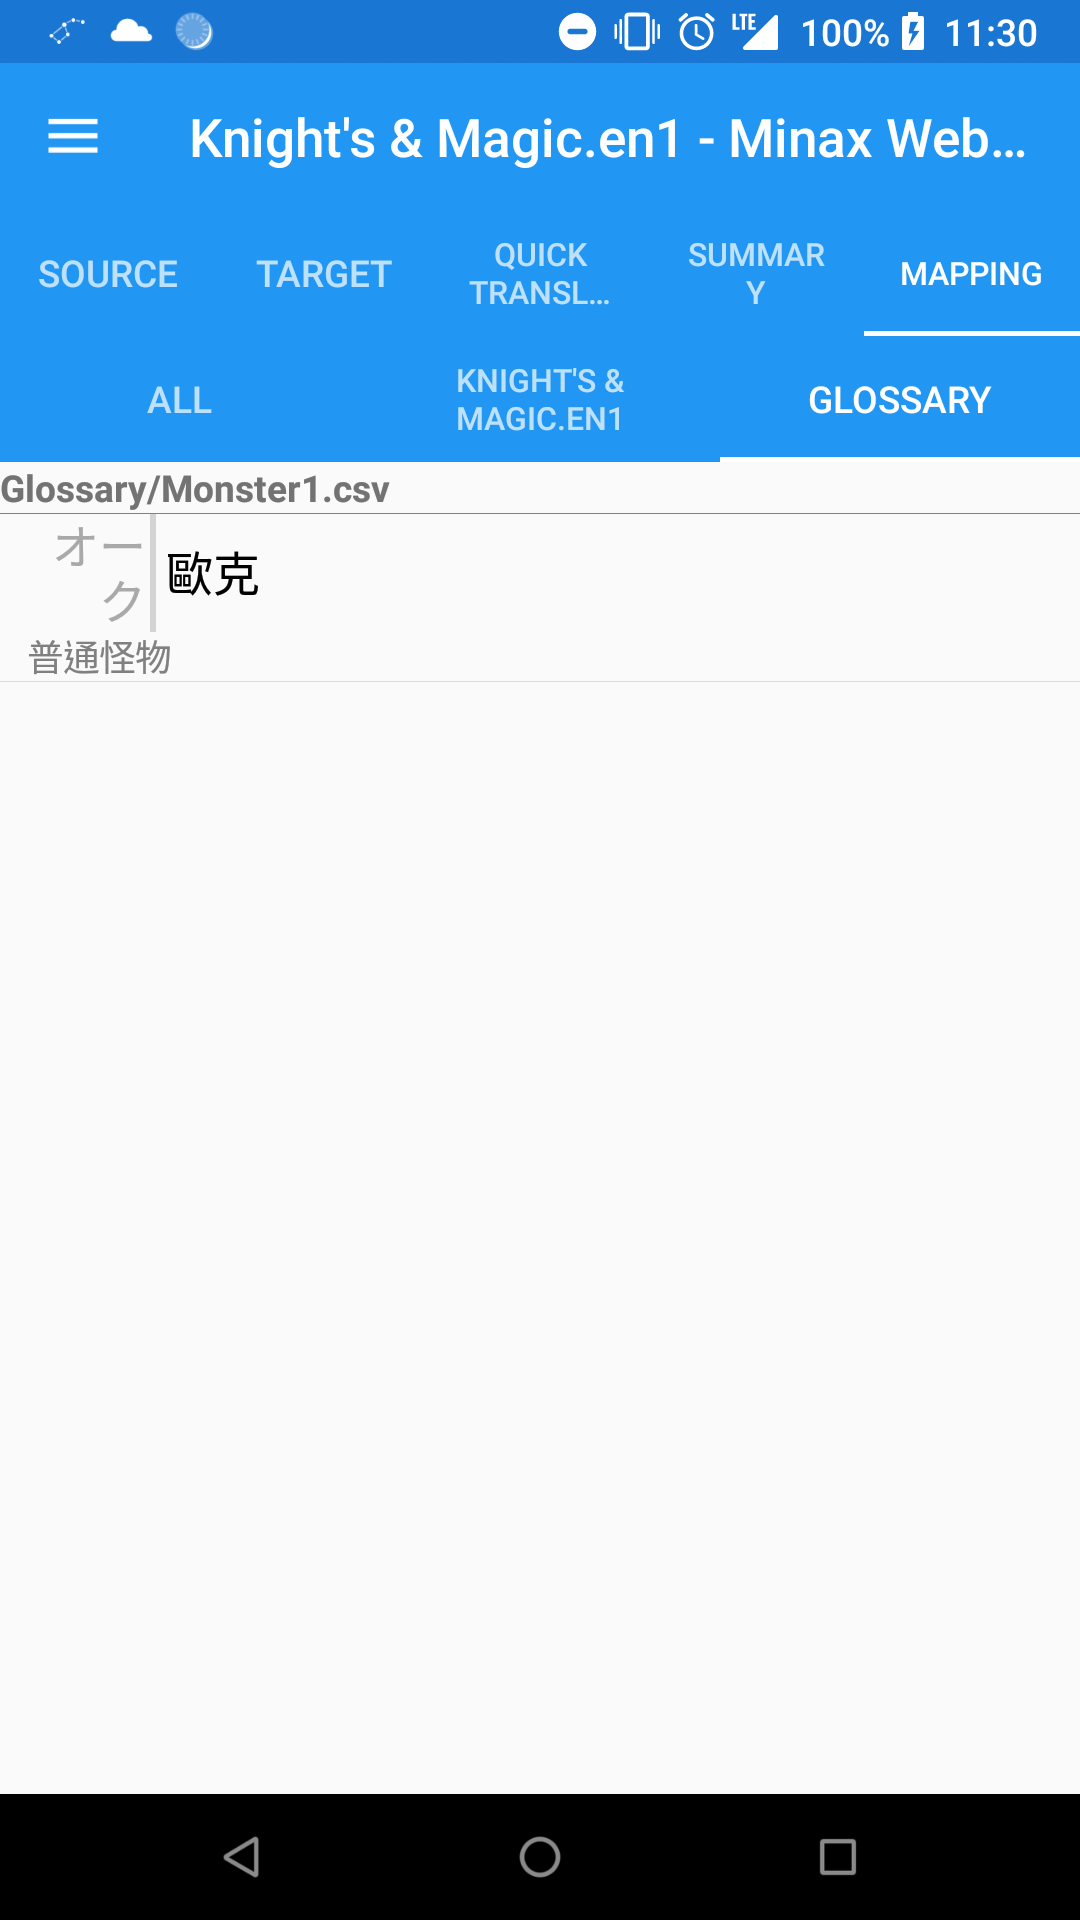 LTE 100% 11:30
Knight's & Magic.en1 - Minax Web...
SOURCE
TARGET
QUICK
TRANSL...
SUMMAR
Y
MAPPING
ALL
KNIGHT'S &
MAGIC.EN1
GLOSSARY
Glossary/Monster1.csv
オー
ク
歐克
普通怪物